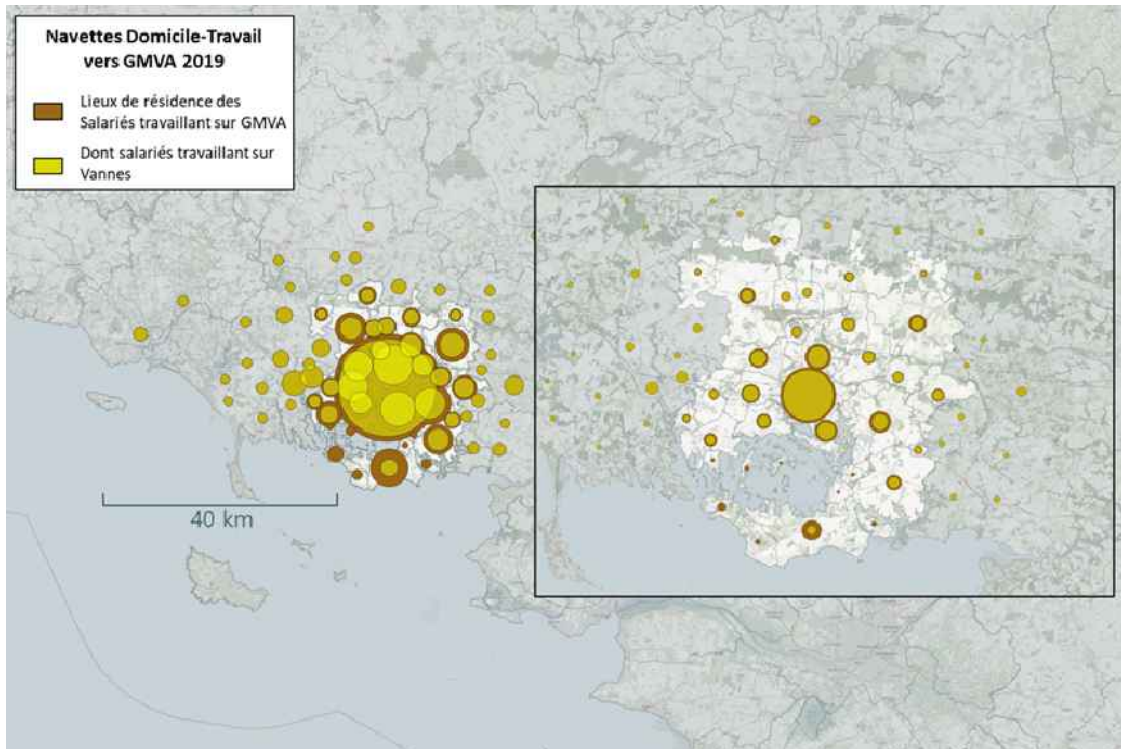 Navettes Domicile-Travail
vers GMVA 2019
Lieux de résidence des
Salariés travaillant sur GMVA
Dont salariés travaillant sur
Vannes
40 km